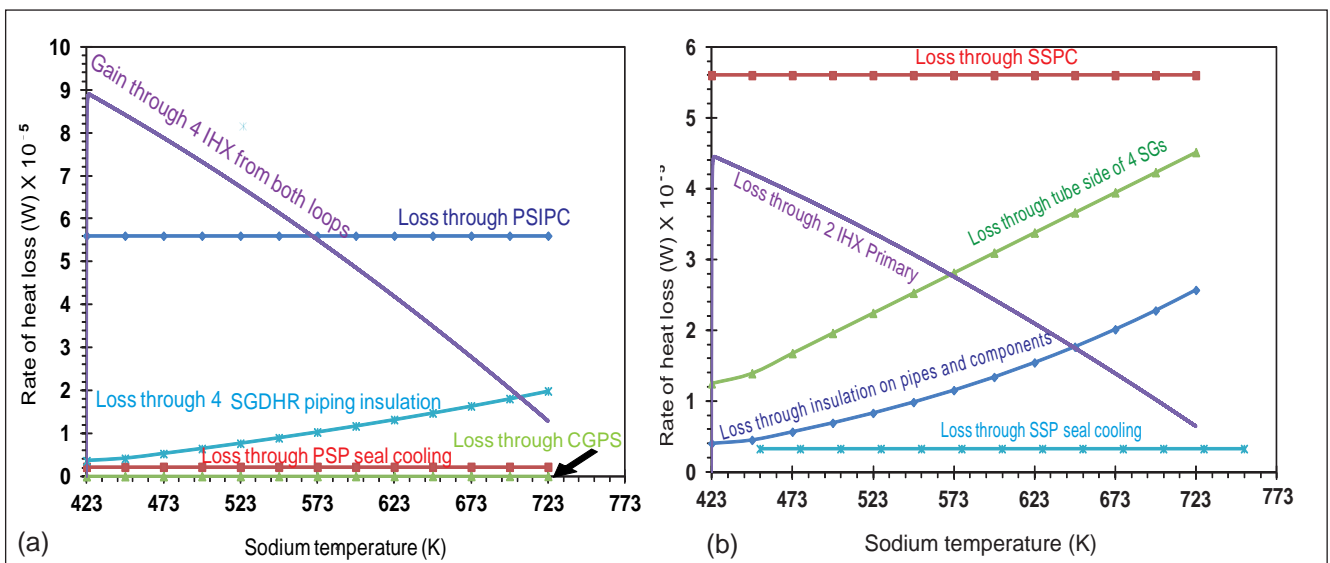 10
9
8
7
6
5
4
3
2
1
0
Rate of heat loss (W) X 10⁻⁵
Gain through 4 IHX from both loops
Loss through PSIPC
Loss through 4 SGDHR piping insulation
Loss through CGPS
Loss through PSP seal cooling
423 473 523 573 623 673 723 773
(a)
Sodium temperature (K)
6
5
4
3
2
1
0
Rate of heat loss (W) X 10⁻⁵
Loss through SSPC
Loss through tube side of 4 SGs
Loss through 2 IHX Primary
Loss through insulation on pipes and components
Loss through SSP seal cooling
423 473 523 573 623 673 723 773
(b)
Sodium temperature (K)